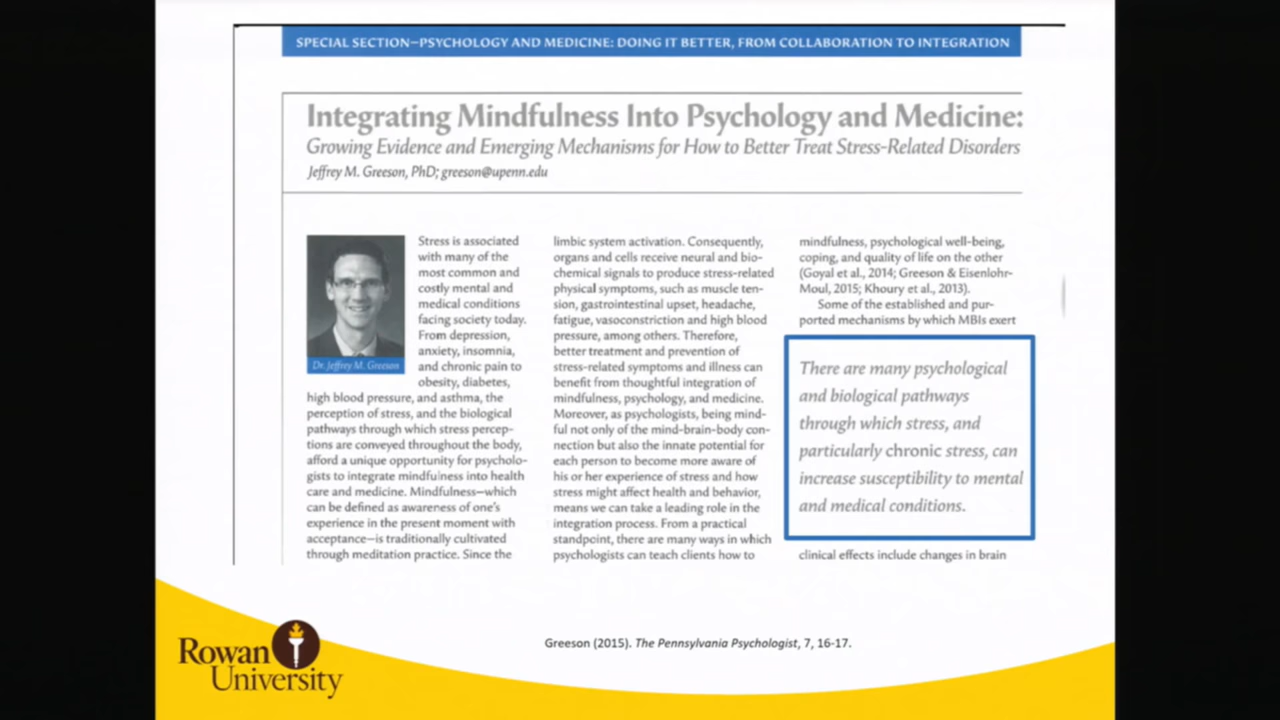 SPECIAL SECTION—PSYCHOLOGY AND MEDICINE: DOING IT BETTER, FROM COLLABORATION TO INTEGRATION
Integrating Mindfulness Into Psychology and Medicine:
Growing Evidence and Emerging Mechanisms for How to Better Treat Stress-Related Disorders
Jeffrey M. Greeson, PhD; greeson@upenn.edu
Dr. Jeffrey M. Greeson
Stress is associated
with many of the
most common and
costly mental and
medical conditions
facing society today.
From depression,
anxiety, insomnia,
and chronic pain to
obesity, diabetes,
high blood pressure, and asthma, the
perception of stress, and the biological
pathways through which stress percep-
tions are conveyed throughout the body,
afford a unique opportunity for psycholo-
gists to integrate mindfulness into health
care and medicine. Mindfulness—which
can be defined as awareness of one's
experience in the present moment with
acceptance—is traditionally cultivated
through meditation practice. Since the
limbic system activation. Consequently,
organs and cells receive neural and bio-
chemical signals to produce stress-related
physical symptoms, such as muscle ten-
sion, gastrointestinal upset, headache,
fatigue, vasoconstriction and high blood
pressure, among others. Therefore,
better treatment and prevention of
stress-related symptoms and illness can
benefit from thoughtful integration of
mindfulness, psychology, and medicine.
Moreover, as psychologists, being mind-
ful not only of the mind-brain-body con-
nection but also the innate potential for
each person to become more aware of
his or her experience of stress and how
stress might affect health and behavior,
means we can take a leading role in the
integration process. From a practical
standpoint, there are many ways in which
psychologists can teach clients how to
mindfulness, psychological well-being,
coping, and quality of life on the other
(Goyal et al., 2014; Greeson & Eisenlohr-
Moul, 2015; Khoury et al., 2013).
Some of the established and pur-
ported mechanisms by which MBIs exert
There are many psychological
and biological pathways
through which stress, and
particularly chronic stress, can
increase susceptibility to mental
and medical conditions.
clinical effects include changes in brain
Greeson (2015). The Pennsylvania Psychologist, 7, 16-17.
Rowan
University